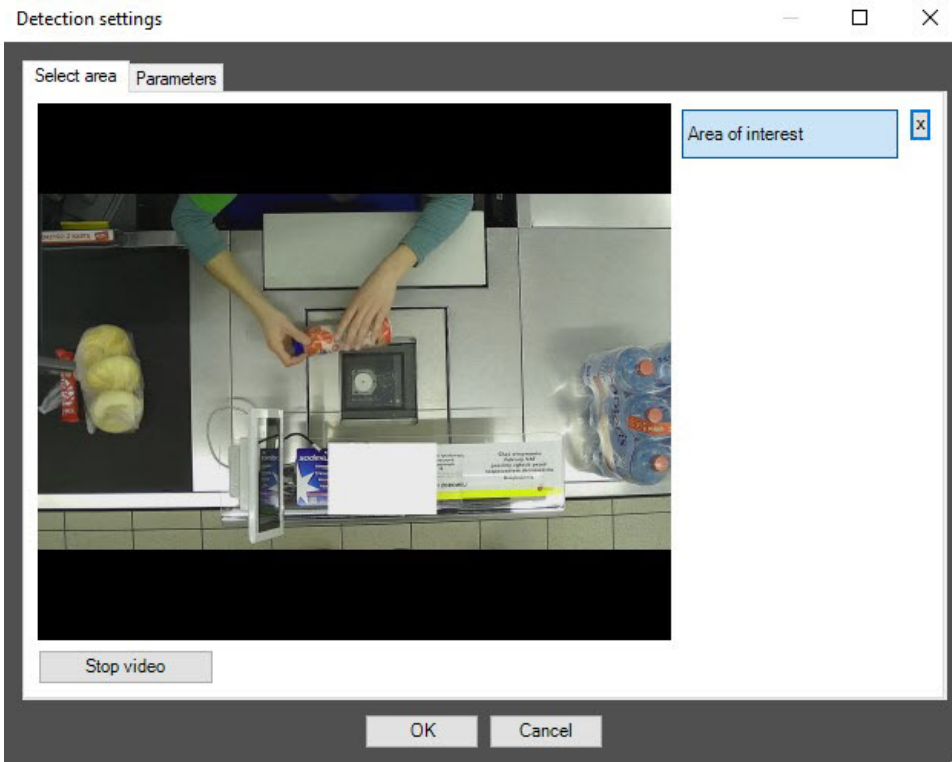 Detection settings
Select area
Parameters
Area of interest
x
Stop video
OK
Cancel